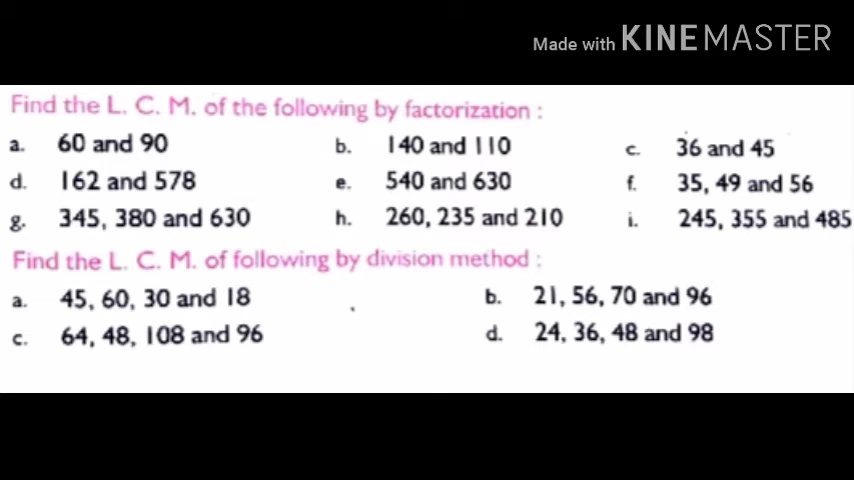 Made with KINEMASTER
Find the L. C. M. of the following by factorization :
a. 60 and 90 b. 140 and 110 c. 36 and 45
d. 162 and 578 e. 540 and 630 f. 35, 49 and 56
g. 345, 380 and 630 h. 260, 235 and 210 i. 245, 355 and 485
Find the L. C. M. of following by division method :
a. 45, 60, 30 and 18 b. 21, 56, 70 and 96
c. 64, 48, 108 and 96 d. 24, 36, 48 and 98